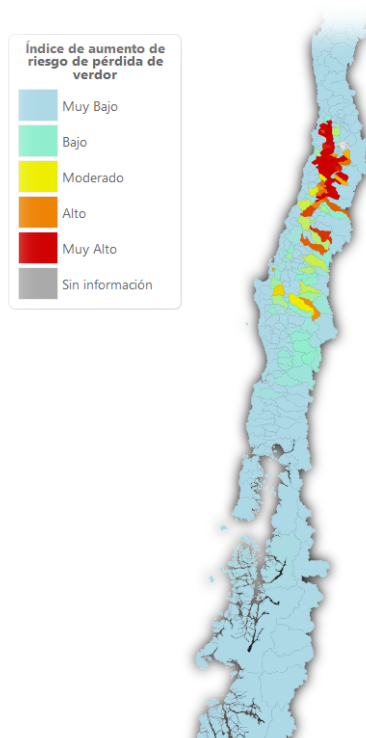 Índice de aumento de
riesgo de pérdida de
verdor
Muy Bajo
Bajo
Moderado
Alto
Muy Alto
Sin información